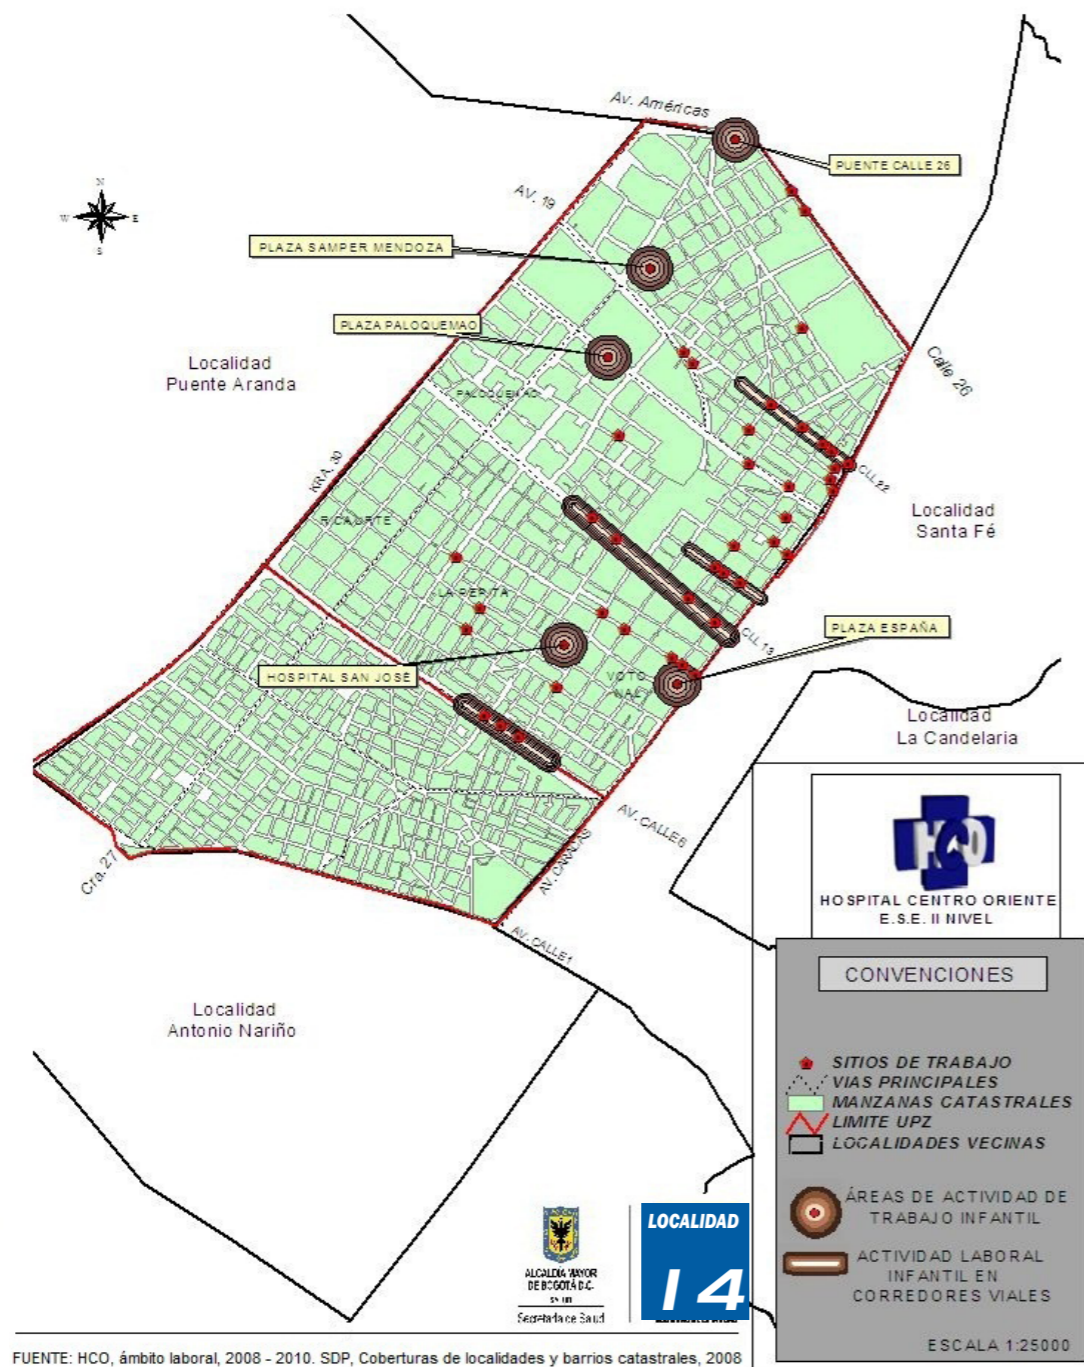 Av. Américas
PUENTE CALLE 26
AV. 19
N
W
E
S
PLAZA SAMPER MENDOZA
PLAZA PALOQUEMAO
Localidad
Puente Aranda
Calle 26
PALOQUEMAO
KRA. 30
CLL 22
Localidad
Santa Fé
RICAURTE
LA PEPITA
CLL 13
PLAZA ESPAÑA
HOSPITAL SAN JOSÉ
VOTO
NAL
Localidad
La Candelaria
AV. CALLE6
AV. CARACAS
Cra. 27
AV. CALLE1
HOSPITAL CENTRO ORIENTE
E.S.E. II NIVEL
HCO
CONVENCIONES
Localidad
Antonio Nariño
SITIOS DE TRABAJO
VIAS PRINCIPALES
MANZANAS CATASTRALES
LIMITE UPZ
LOCALIDADES VECINAS
ÁREAS DE ACTIVIDAD DE
TRABAJO INFANTIL
ACTIVIDAD LABORAL
INFANTIL EN
CORREDORES VIALES
ESCALA 1:25000
ALCALDIA MAYOR
DE BOGOTÁ D.C.
Secretaría de Salud
LOCALIDAD
14
FUENTE: HCO, ámbito laboral, 2008 - 2010. SDP, Coberturas de localidades y barrios catastrales, 2008